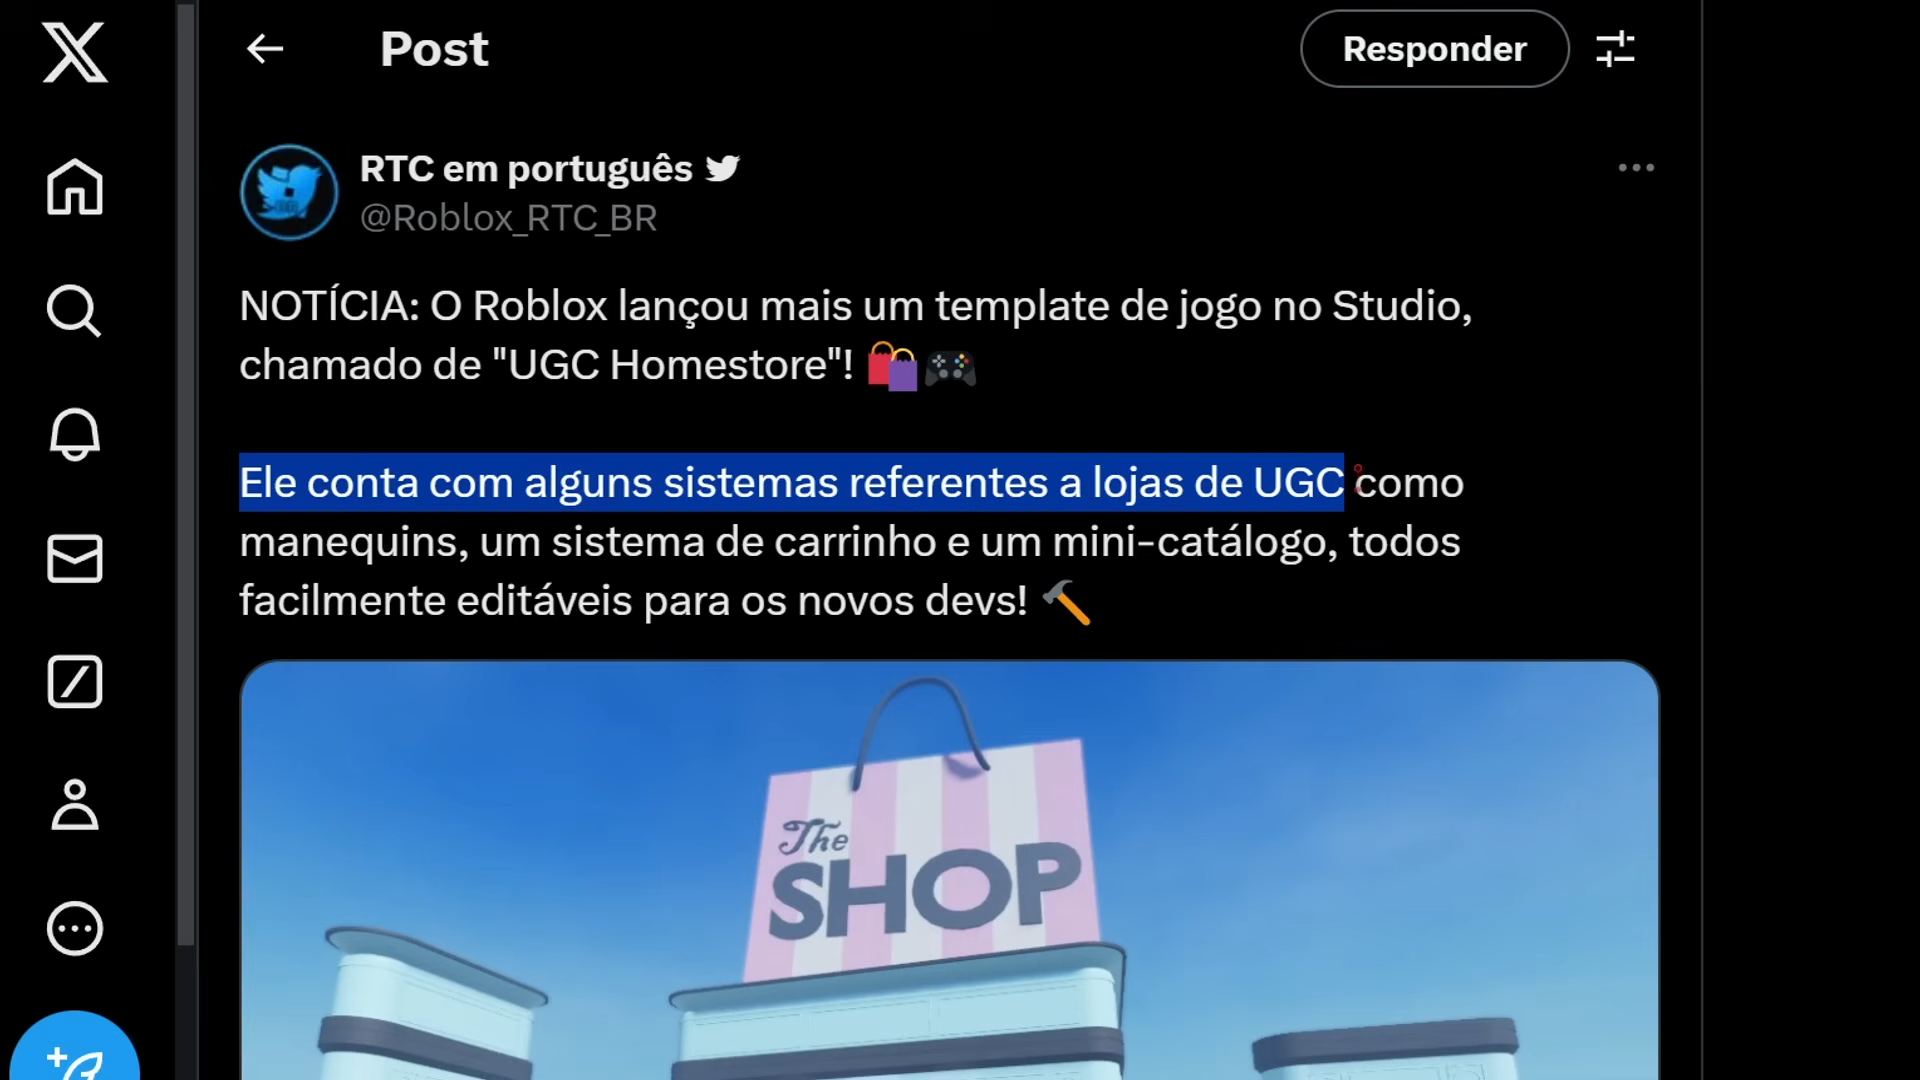 Post
Responder
RTC em português
@Roblox_RTC_BR
NOTÍCIA: O Roblox lançou mais um template de jogo no Studio,
chamado de "UGC Homestore"! 🛍️🎮
Ele conta com alguns sistemas referentes a lojas de UGC como
manequins, um sistema de carrinho e um mini-catálogo, todos
facilmente editáveis para os novos devs! 🔨
The
SHOP